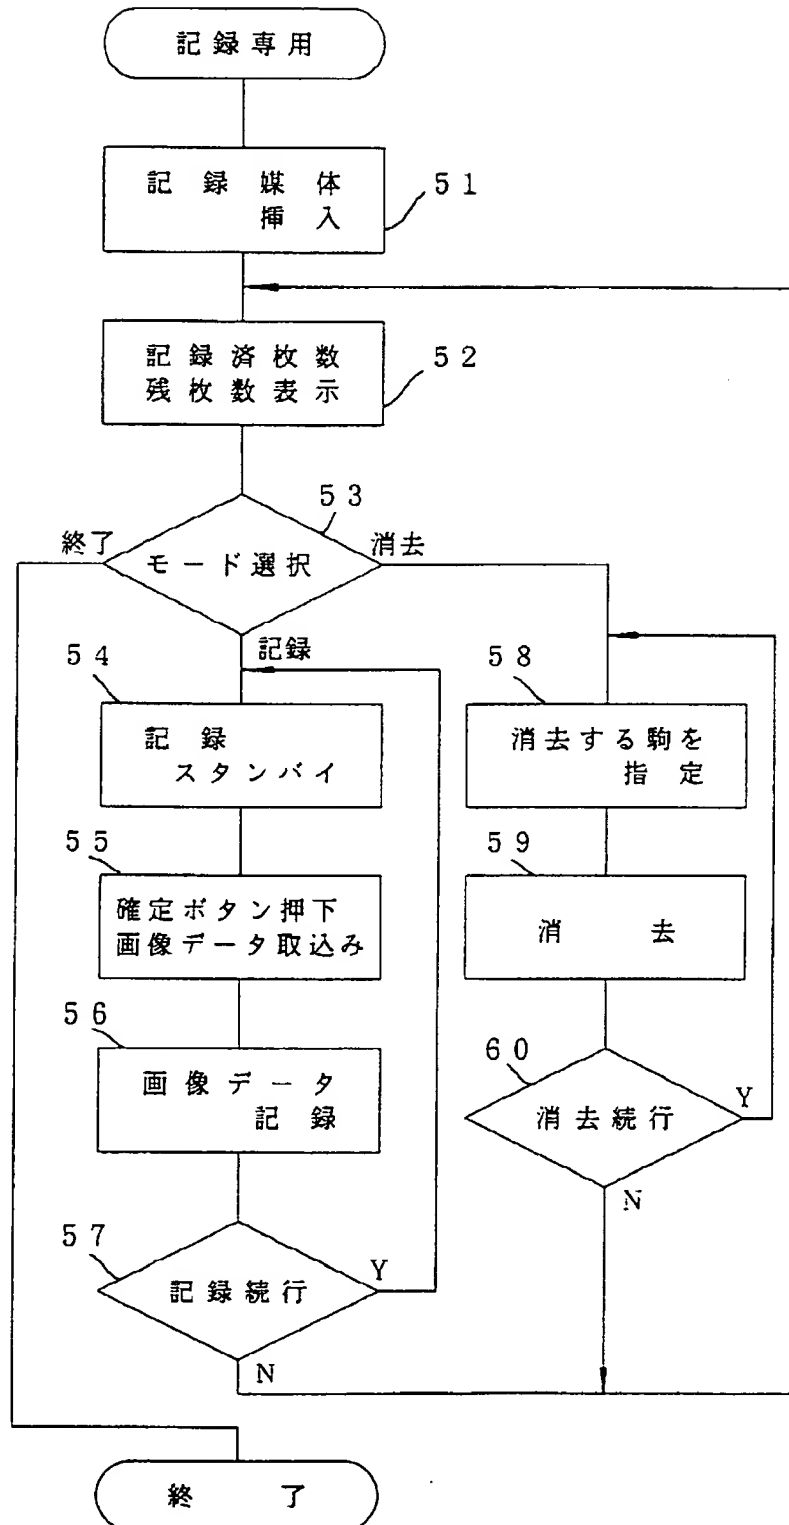 記録専用
記録媒体
挿入
51
記録済枚数
残枚数表示
52
53
終了
モード選択
消去
記録
54
記録
スタンバイ
55
確定ボタン押下
画像データ取込み
56
画像データ
記録
57
記録続行
Y
N
58
消去する駒を
指定
59
消去
60
消去続行
Y
N
終了